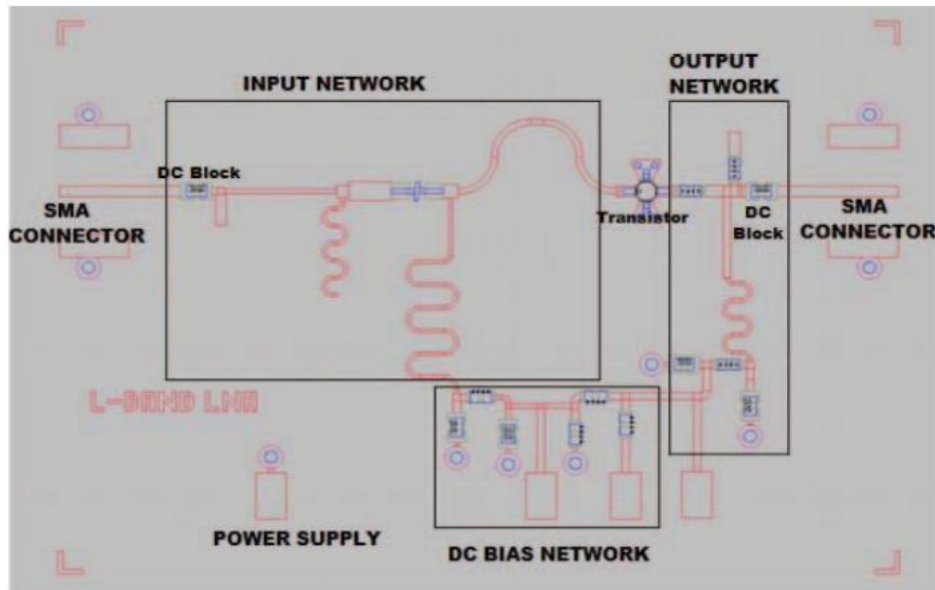 INPUT NETWORK
OUTPUT
NETWORK
DC Block
SMA
CONNECTOR
Transistor
DC
Block
SMA
CONNECTOR
L-BAND LNA
POWER SUPPLY
DC BIAS NETWORK